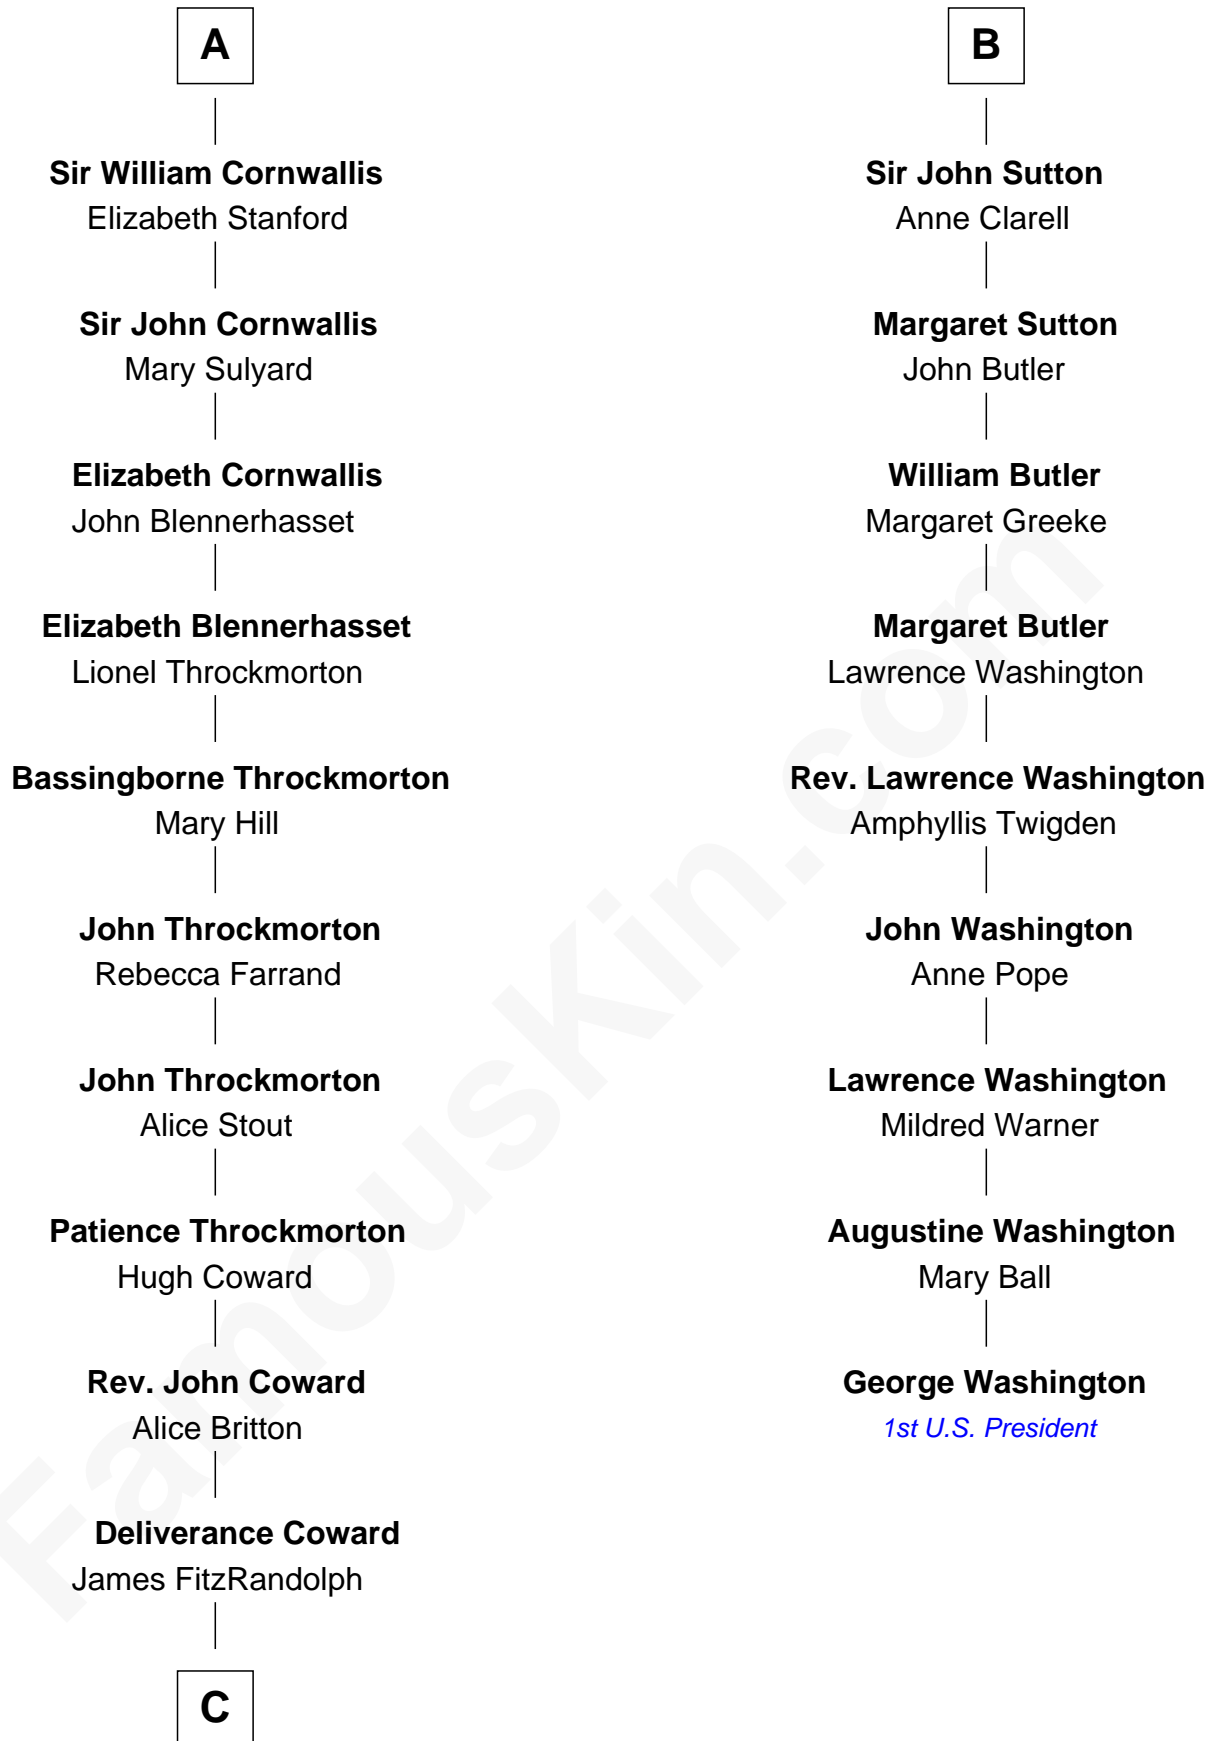 A
Sir William Cornwallis
Elizabeth Stanford
Sir John Cornwallis
Mary Sulyard
Elizabeth Cornwallis
John Blennerhasset
Elizabeth Blennerhasset
Lionel Throckmorton
Bassingborne Throckmorton
Mary Hill
John Throckmorton
Rebecca Farrand
John Throckmorton
Alice Stout
Patience Throckmorton
Hugh Coward
Rev. John Coward
Alice Britton
Deliverance Coward
James FitzRandolph
C
B
Sir John Sutton
Anne Clarell
Margaret Sutton
John Butler
William Butler
Margaret Greeke
Margaret Butler
Lawrence Washington
Rev. Lawrence Washington
Amphyllis Twigden
John Washington
Anne Pope
Lawrence Washington
Mildred Warner
Augustine Washington
Mary Ball
George Washington
1st U.S. President
FamousKin.com